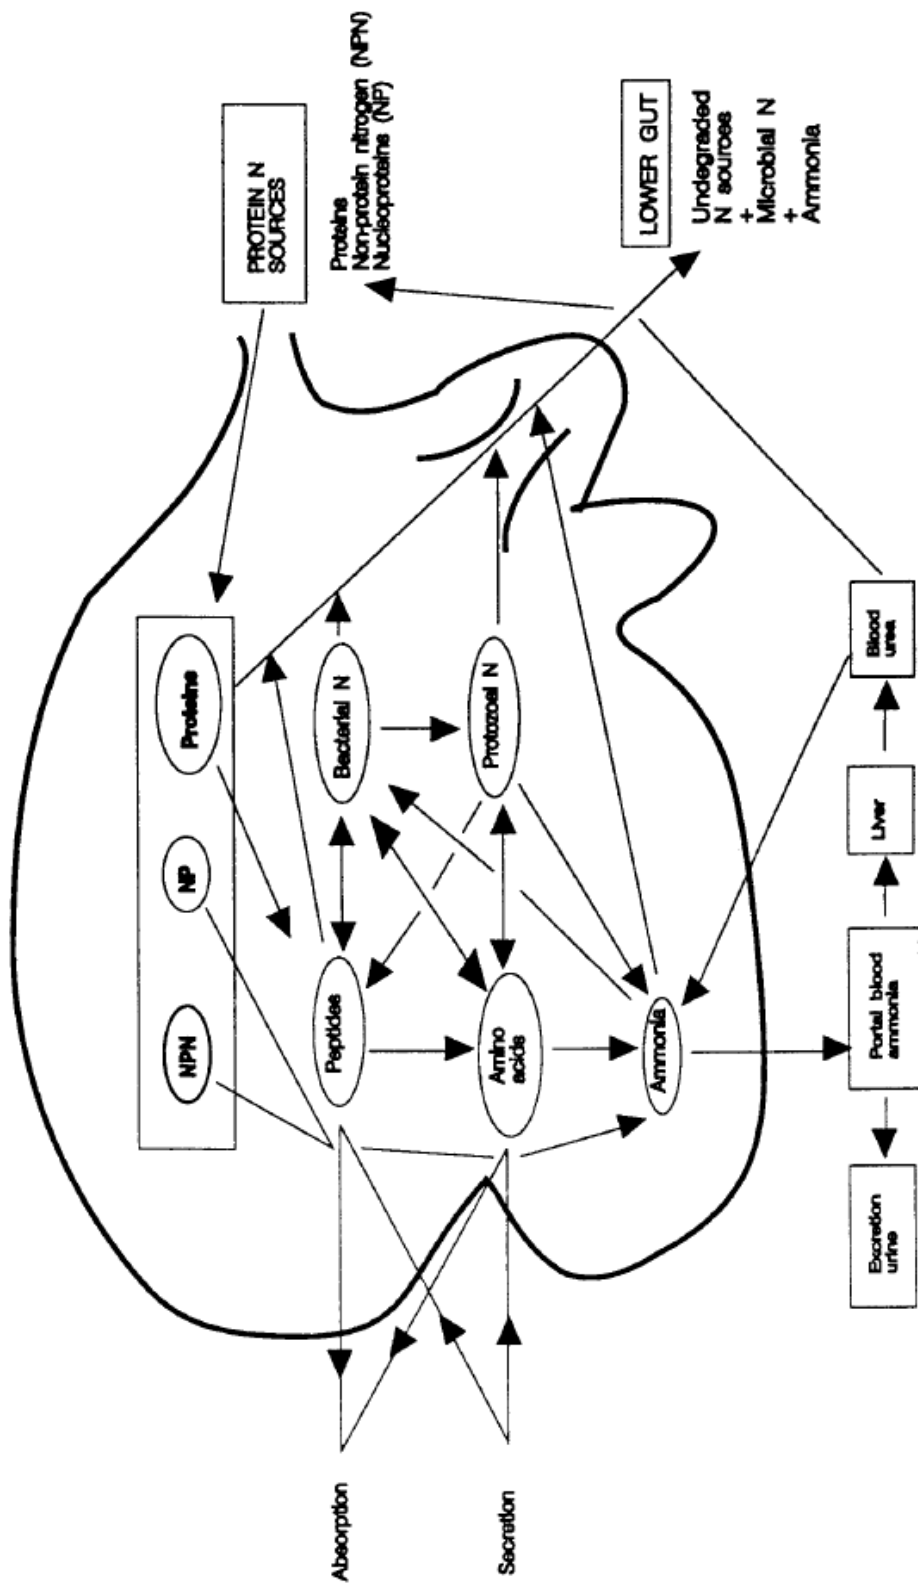 PROTEIN N
SOURCES
Proteins
Non-protein nitrogen (NPN)
Nucleoproteins (NP)
NPN
NP
Proteins
Peptides
Bacterial N
Amino
acids
Protozoal N
Ammonia
LOWER GUT
Undegraded
N sources
+
Microbial N
+
Ammonia
Absorption
Secretion
Excretion
urine
Portal blood
ammonia
Liver
Blood
urea